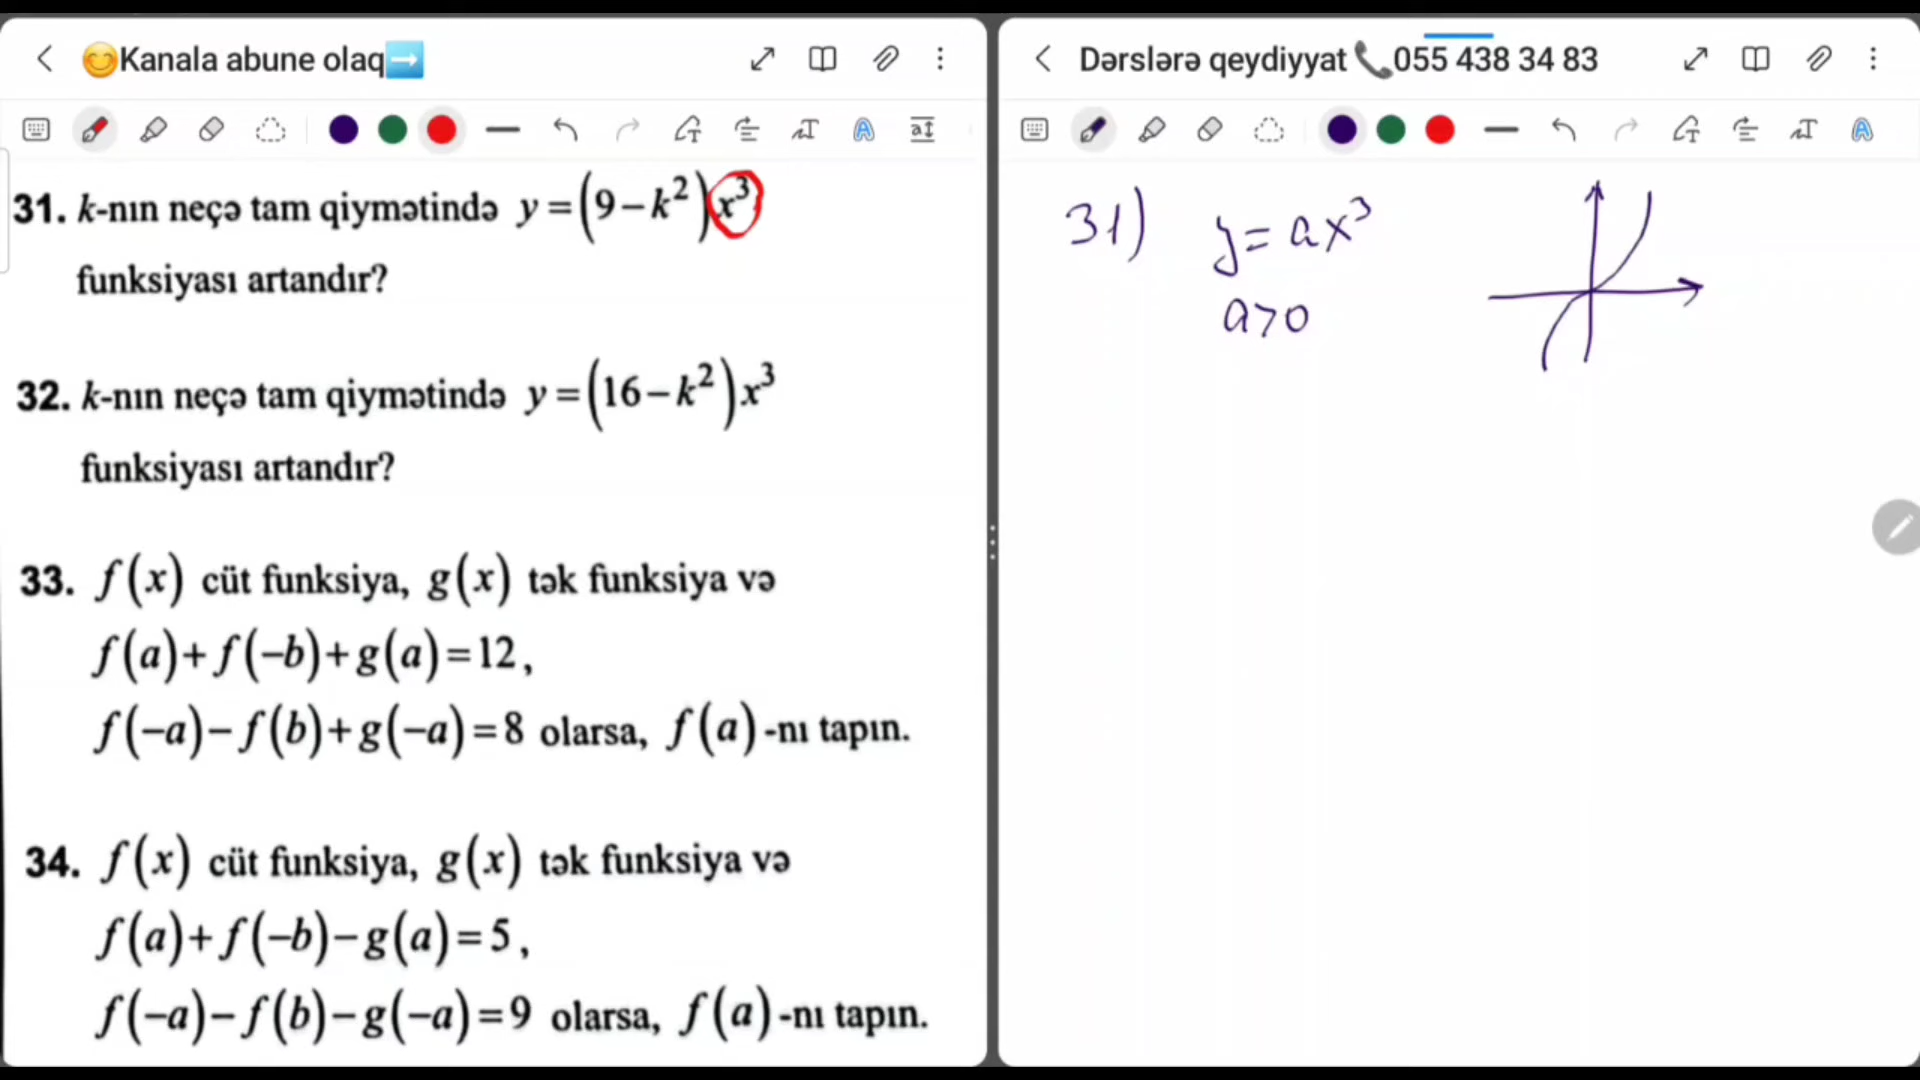 😊Kanala abune olaq➡️
Dərslərə qeydiyyat 📞055 438 34 83
31. k-nın neçə tam qiymətində y=(9−k²)x³
funksiyası artandır?
32. k-nın neçə tam qiymətində y=(16−k²)x³
funksiyası artandır?
33. f(x) cüt funksiya, g(x) tək funksiya və
f(a)+f(−b)+g(a)=12,
f(−a)−f(b)+g(−a)=8 olarsa, f(a)-nı tapın.
34. f(x) cüt funksiya, g(x) tək funksiya və
f(a)+f(−b)−g(a)=5,
f(−a)−f(b)−g(−a)=9 olarsa, f(a)-nı tapın.
31) y=ax³
a>0